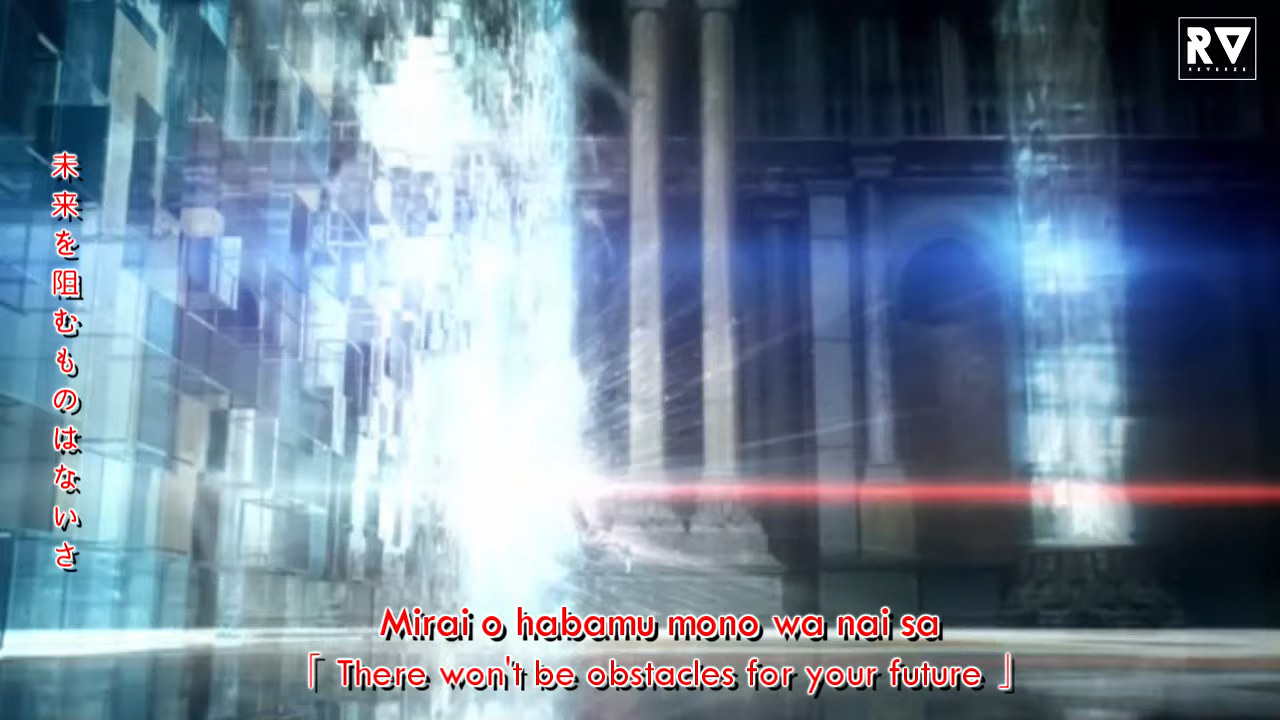 RV
REVERZE
未来を阻むものはないさ
Mirai o habamu mono wa nai sa
「 There won't be obstacles for your future 」